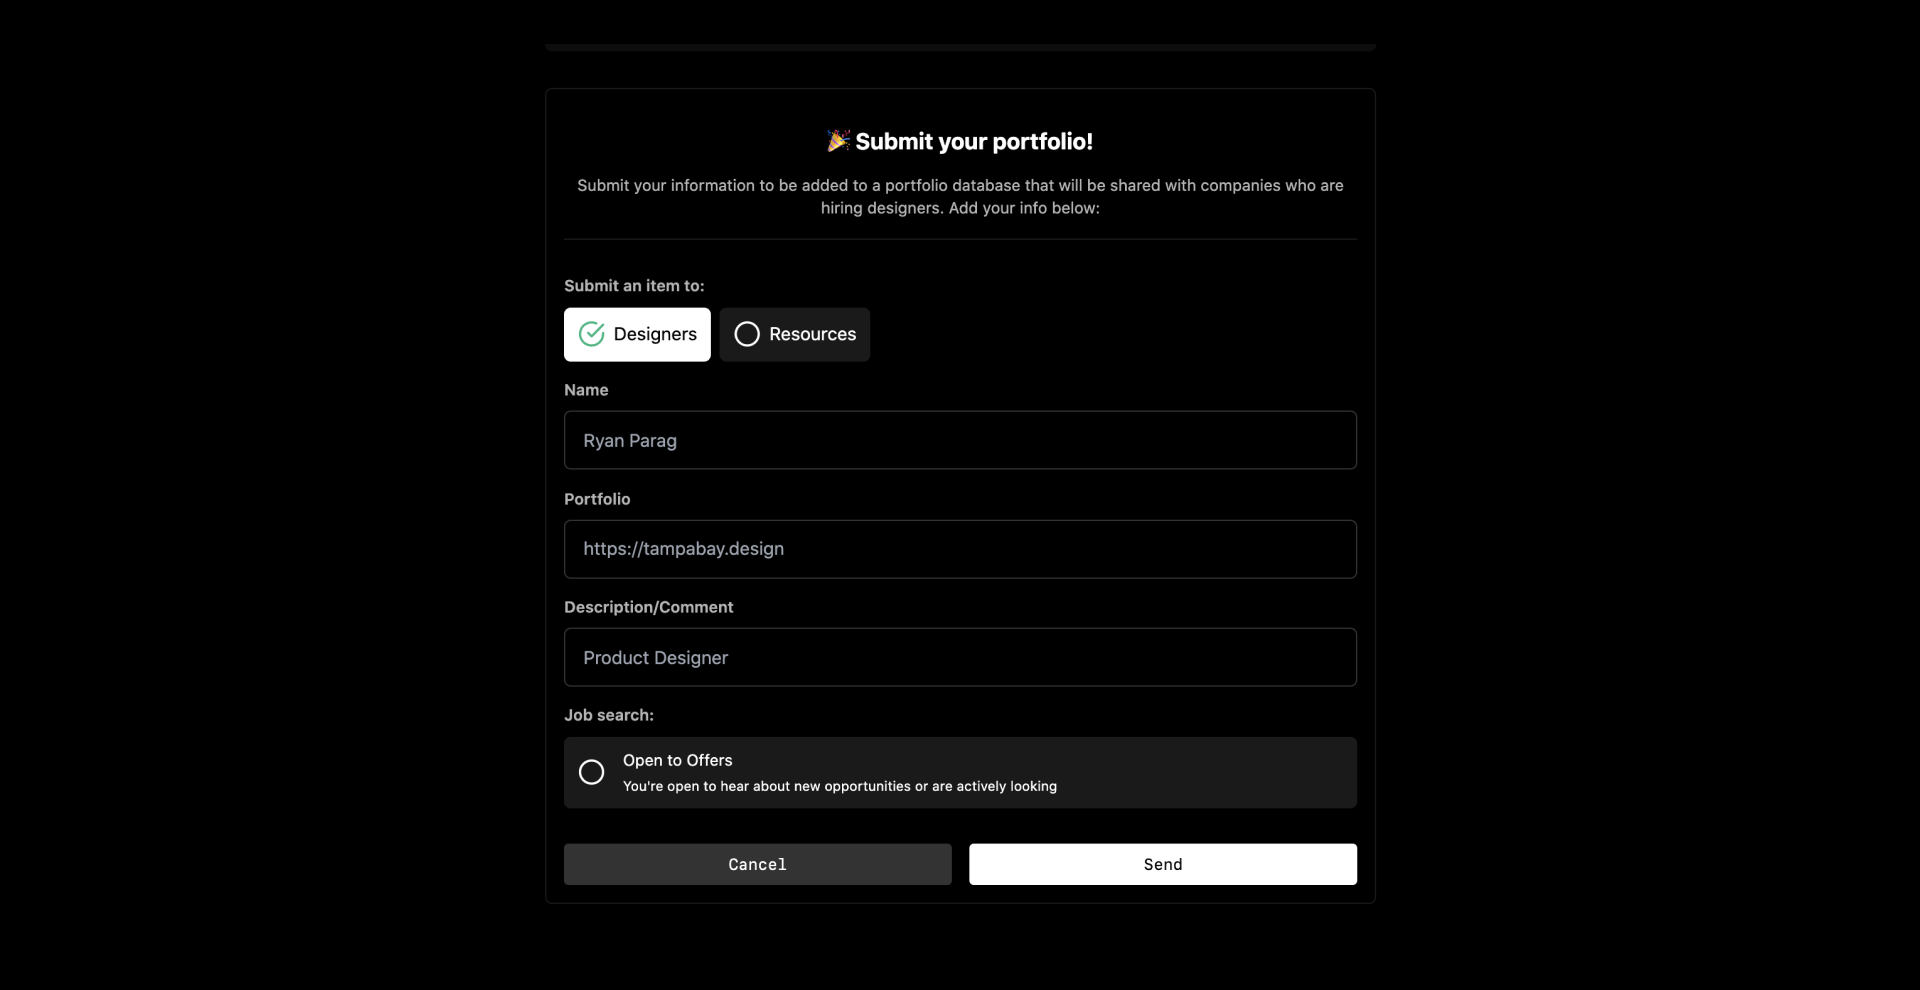 🎉 Submit your portfolio!
Submit your information to be added to a portfolio database that will be shared with companies who are
hiring designers. Add your info below:
Submit an item to:
Designers
Resources
Name
Ryan Parag
Portfolio
https://tampabay.design
Description/Comment
Product Designer
Job search:
Open to Offers
You're open to hear about new opportunities or are actively looking
Cancel
Send